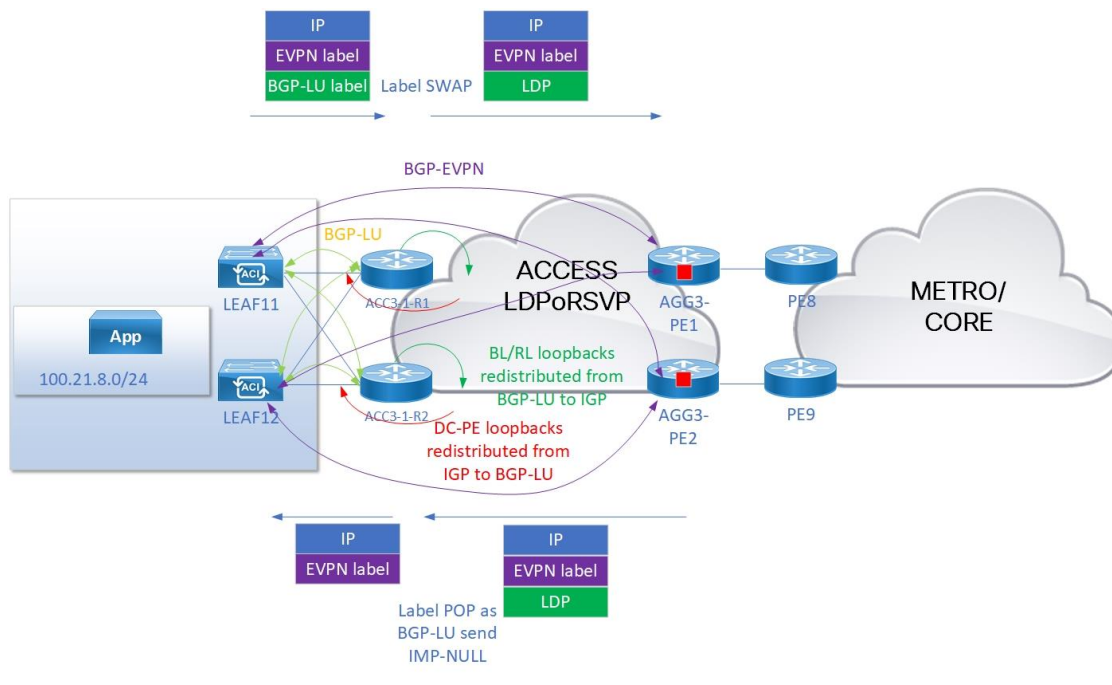 IP
EVPN label
BGP-LU label
Label SWAP
IP
EVPN label
LDP
BGP-EVPN
BGP-LU
ACI
LEAF11
ACC3-1-R1
ACCESS
LDPoRSVP
AGG3-
PE1
PE8
METRO/
CORE
App
100.21.8.0/24
ACI
LEAF12
ACC3-1-R2
BL/RL loopbacks
redistributed from
BGP-LU to IGP
DC-PE loopbacks
redistributed from
IGP to BGP-LU
AGG3-
PE2
PE9
IP
EVPN label
IP
EVPN label
LDP
Label POP as
BGP-LU send
IMP-NULL